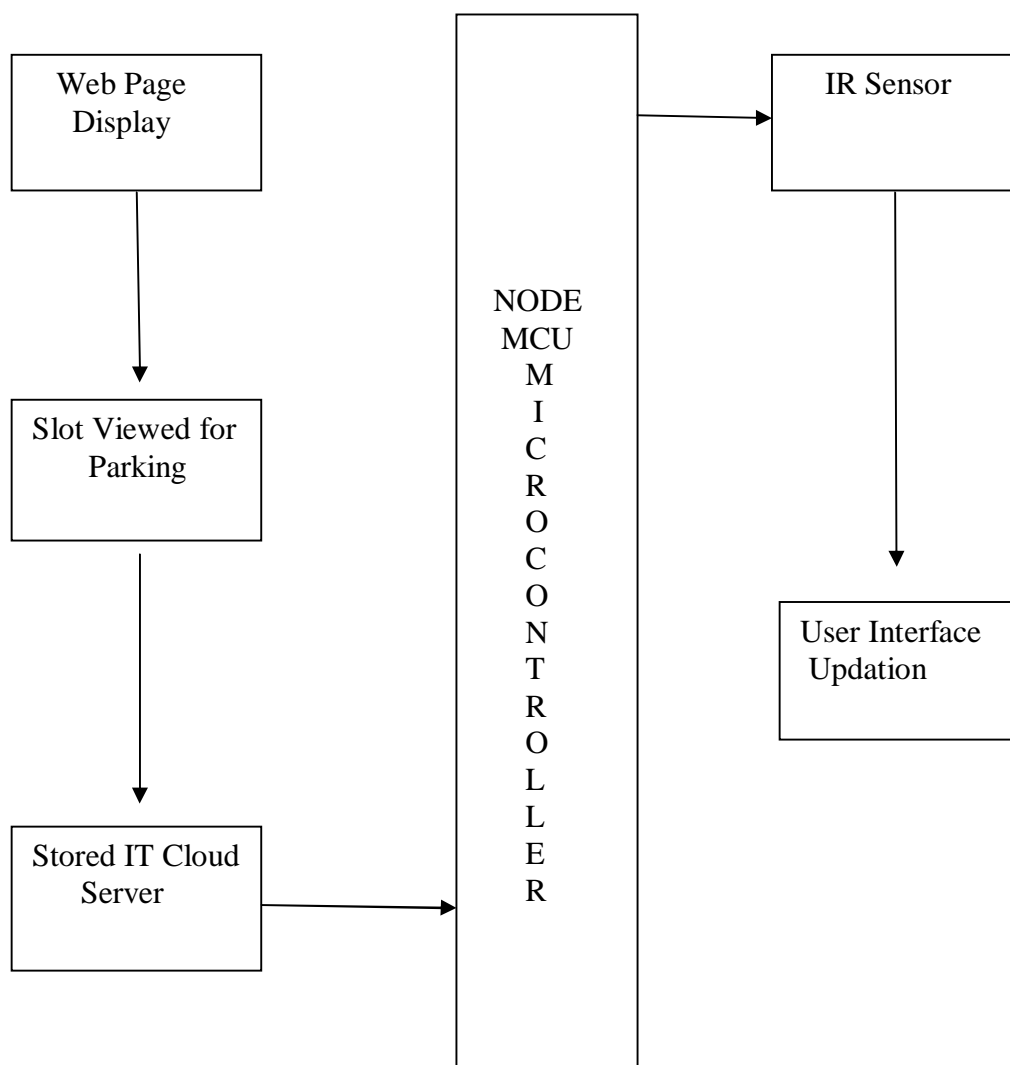 Web Page
Display
Slot Viewed for
Parking
Stored IT Cloud
Server
NODE
MCU
M
I
C
R
O
C
O
N
T
R
O
L
L
E
R
IR Sensor
User Interface
Updation